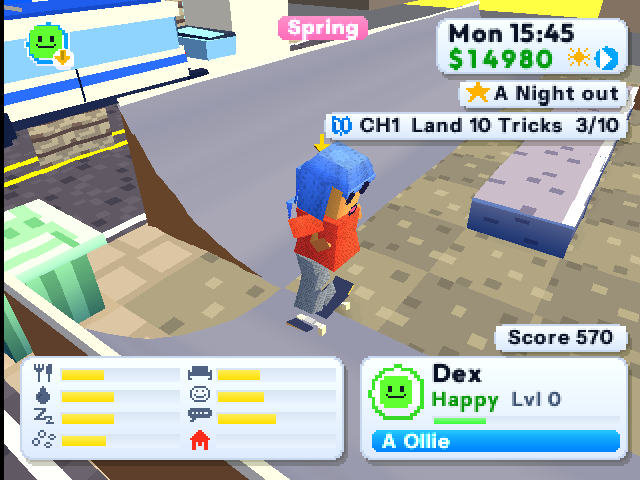 Spring
Mon 15:45
$14980
A Night out
CH1 Land 10 Tricks 3/10
Score 570
Dex
Happy Lvl 0
A Ollie
ZZZ